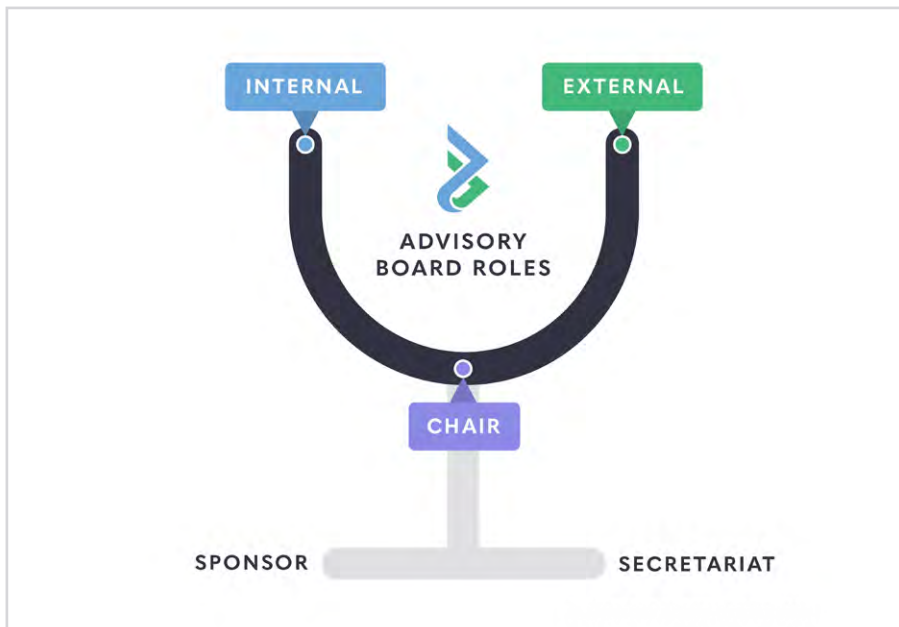 INTERNAL
EXTERNAL
ADVISORY
BOARD ROLES
CHAIR
SPONSOR
SECRETARIAT